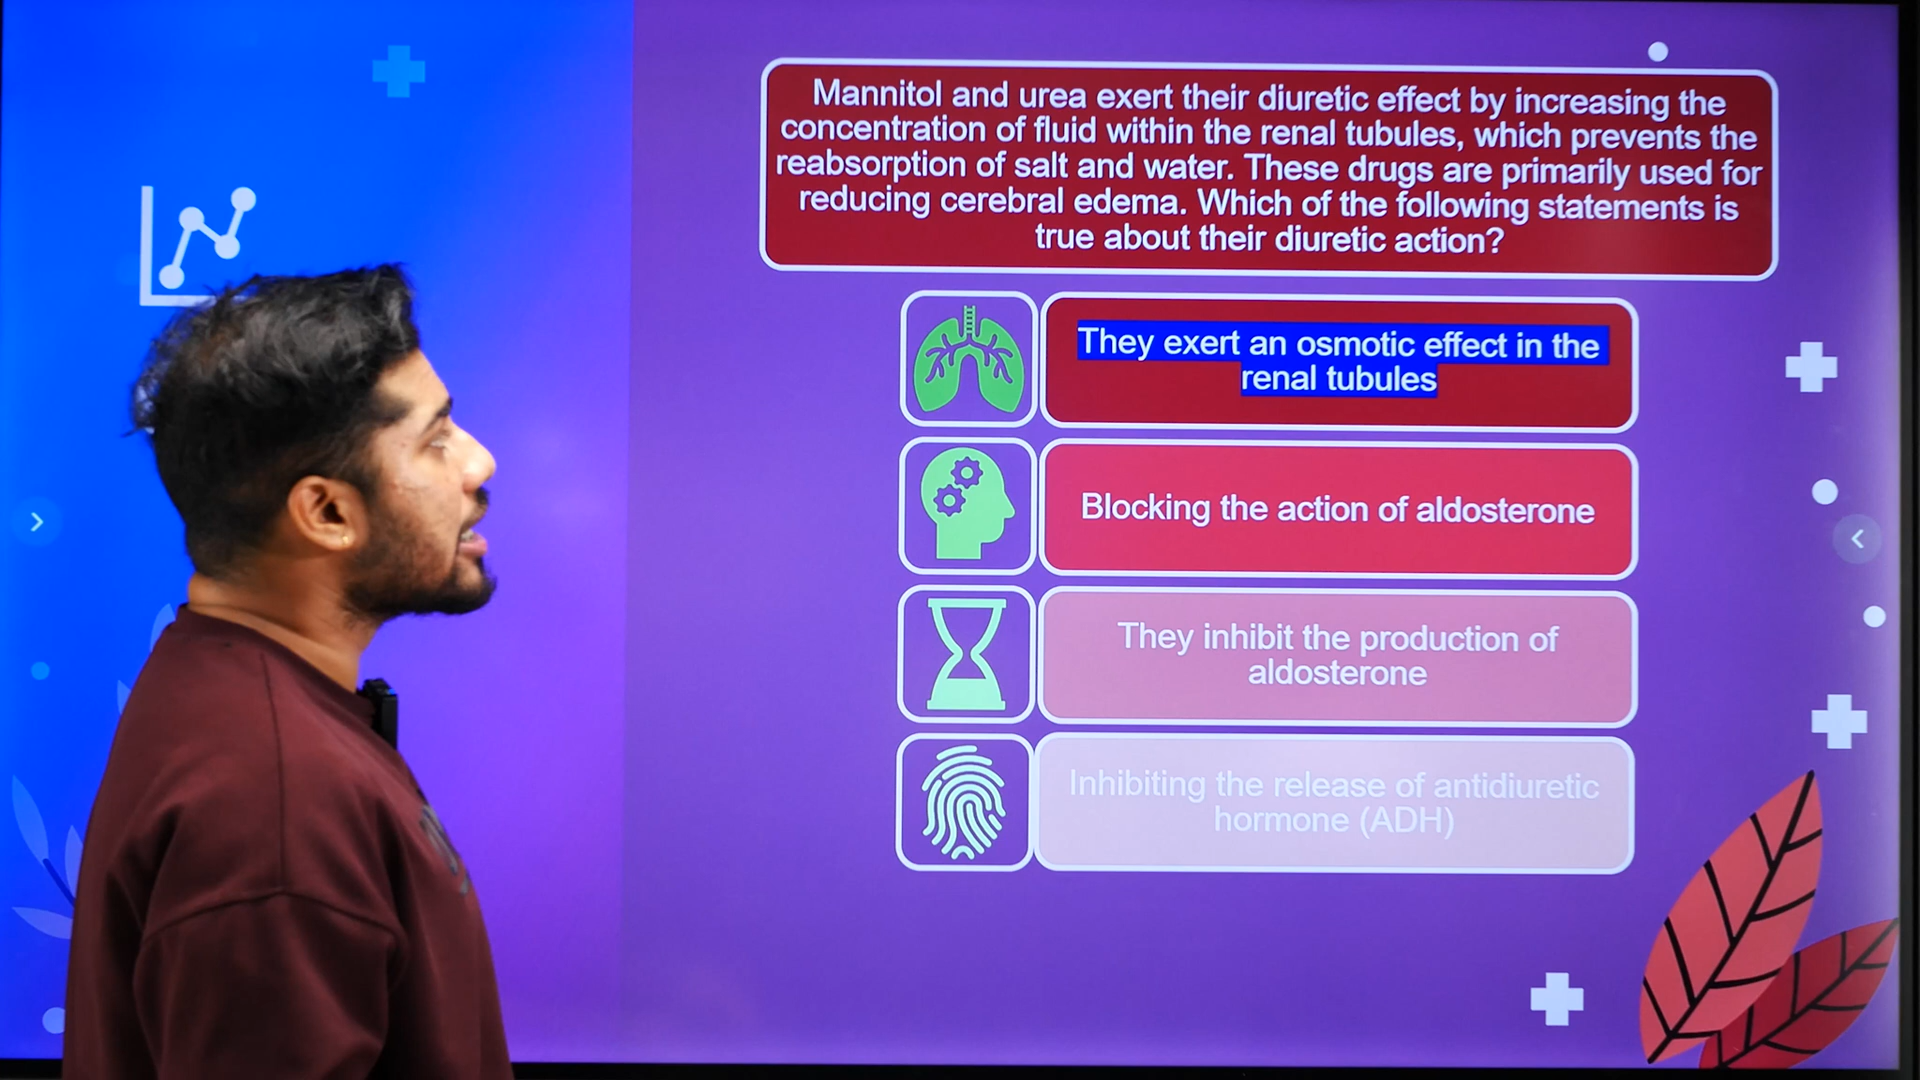 Mannitol and urea exert their diuretic effect by increasing the
concentration of fluid within the renal tubules, which prevents the
reabsorption of salt and water. These drugs are primarily used for
reducing cerebral edema. Which of the following statements is
true about their diuretic action?
They exert an osmotic effect in the
renal tubules
Blocking the action of aldosterone
They inhibit the production of
aldosterone
Inhibiting the release of antidiuretic
hormone (ADH)